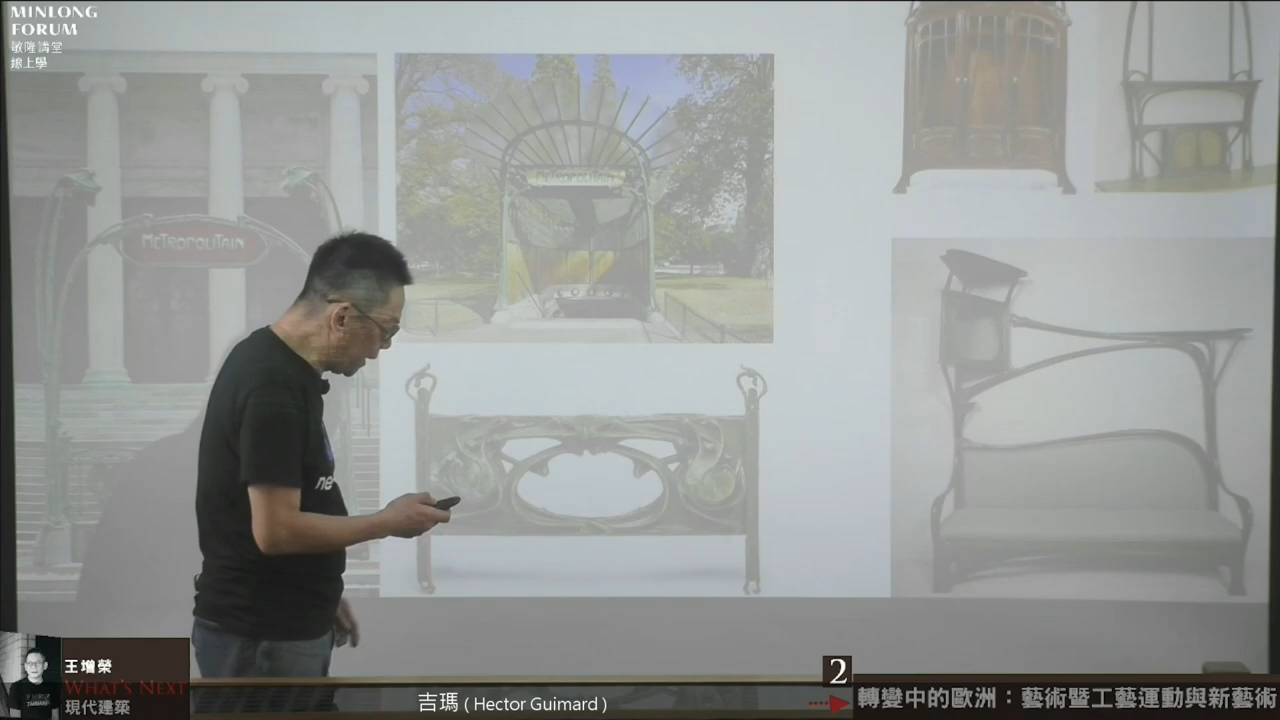 MINLONG
FORUM
敏隆講堂
線上學
METROPOLITAIN
METROPOLITAIN
ne
王增榮
WHAT'S NEXT
現代建築
吉瑪 ( Hector Guimard )
2
轉變中的歐洲：藝術暨工藝運動與新藝術